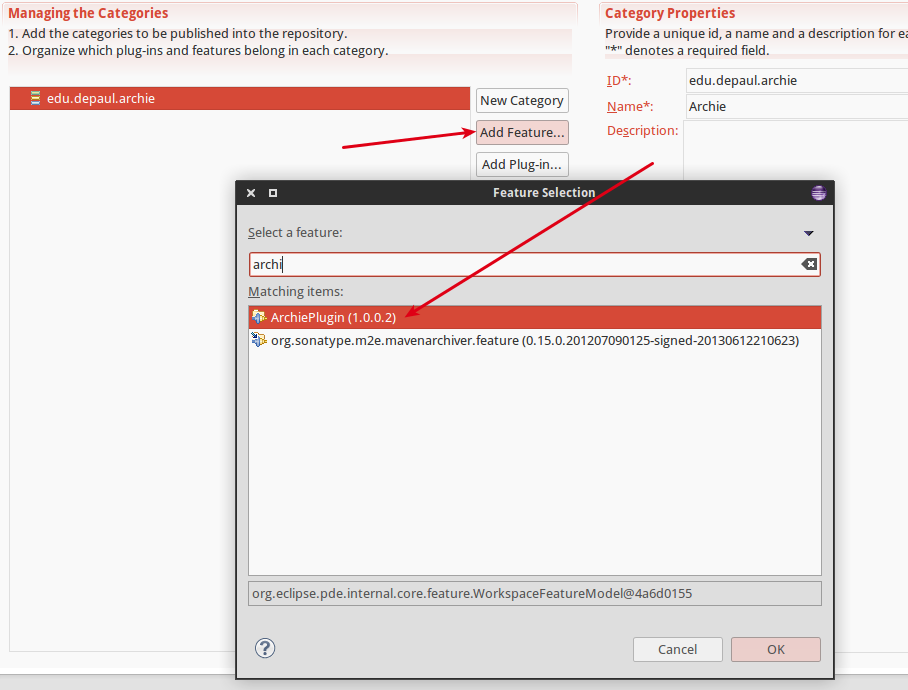 Managing the Categories
1. Add the categories to be published into the repository.
2. Organize which plug-ins and features belong in each category.
edu.depaul.archie
New Category
Add Feature...
Add Plug-in...
Category Properties
Provide a unique id, a name and a description for
"*" denotes a required field.
ID*:
edu.depaul.archie
Name*:
Archie
Description:
Feature Selection
Select a feature:
archi
Matching items:
ArchiePlugin (1.0.0.2)
org.sonatype.m2e.mavenarchiver.feature (0.15.0.201207090125-signed-20130612210623)
org.eclipse.pde.internal.core.feature.WorkspaceFeatureModel@4a6d0155
?
Cancel
OK